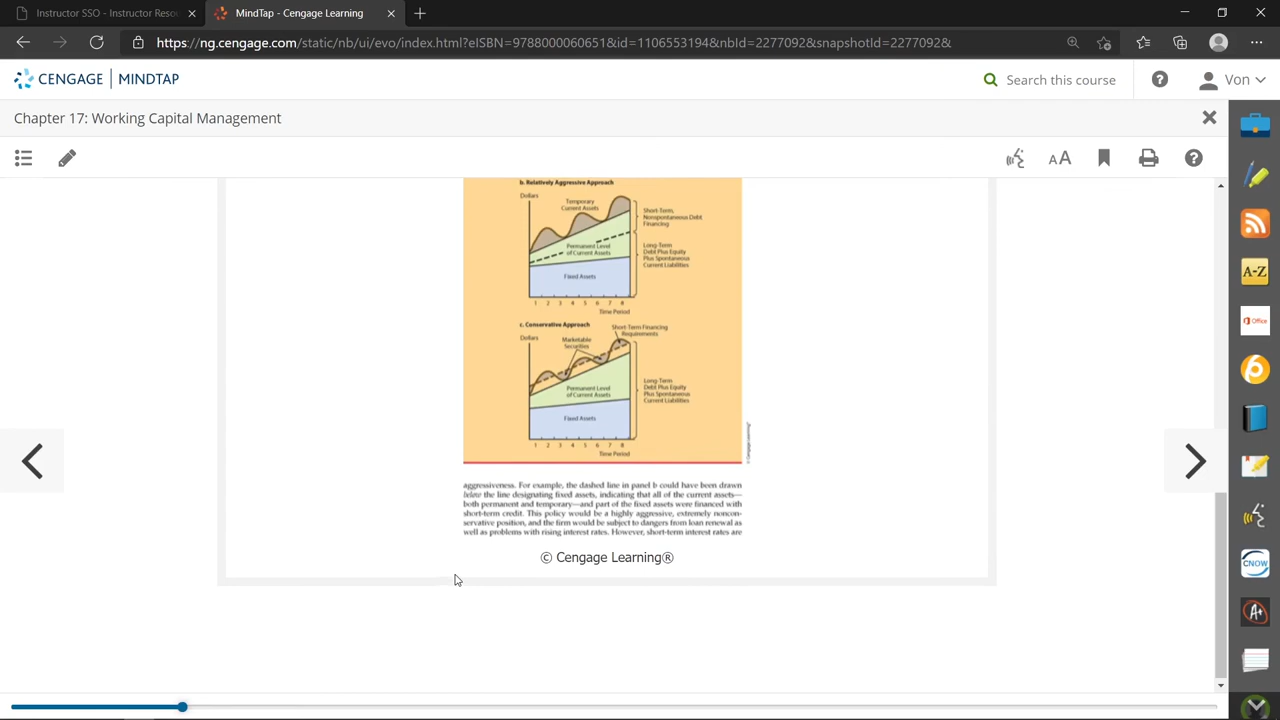 Instructor SSO - Instructor Reso
MindTap - Cengage Learning
https://ng.cengage.com/static/nb/ui/evo/index.html?eISBN=9788000060651&id=1106553194&nbId=2277092&snapshotId=2277092&
CENGAGE MINDTAP
Search this course
Von
Chapter 17: Working Capital Management
AA
b. Relatively Aggressive Approach
Dollars
Temporary
Current Assets
Short-Term,
Nonspontaneous Debt
Financing
Permanent Level
of Current Assets
Long-Term
Debt Plus Equity
Plus Spontaneous
Current Liabilities
Fixed Assets
1 2 3 4 5 6 7 8
Time Period
c. Conservative Approach
Dollars
Marketable
Securities
Short-Term Financing
Requirements
Permanent Level
of Current Assets
Long-Term
Debt Plus Equity
Plus Spontaneous
Current Liabilities
Fixed Assets
1 2 3 4 5 6 7 8
Time Period
© Cengage Learning®
aggressiveness. For example, the dashed line in panel b could have been drawn
below the line designating fixed assets, indicating that all of the current assets—
both permanent and temporary—and part of the fixed assets were financed with
short-term credit. This policy would be a highly aggressive, extremely noncon-
servative position, and the firm would be subject to dangers from loan renewal as
well as problems with rising interest rates. However, short-term interest rates are
© Cengage Learning®
A-Z
Office
CNOW
A+